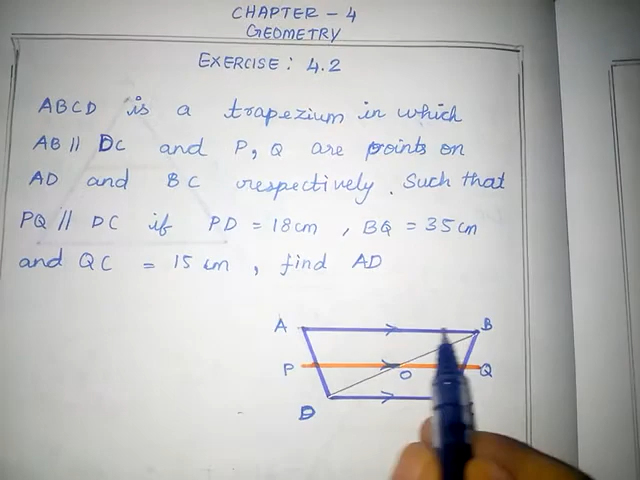 CHAPTER - 4
GEOMETRY
EXERCISE: 4.2
ABCD is a trapezium in which
AB || DC and P, Q are points on
AD and BC respectively. Such that
PQ // DC if PD = 18cm, BQ = 35cm
and QC = 15 cm, find AD
A B
P O Q
D